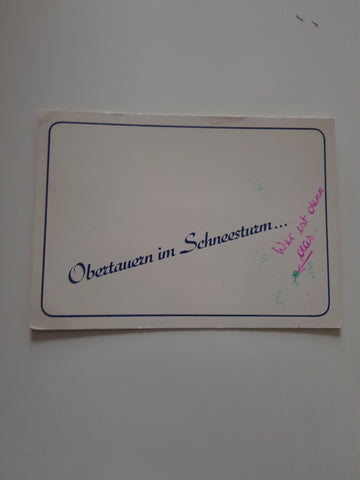 Obertauern im Schneesturm...
Wer ist denn
das